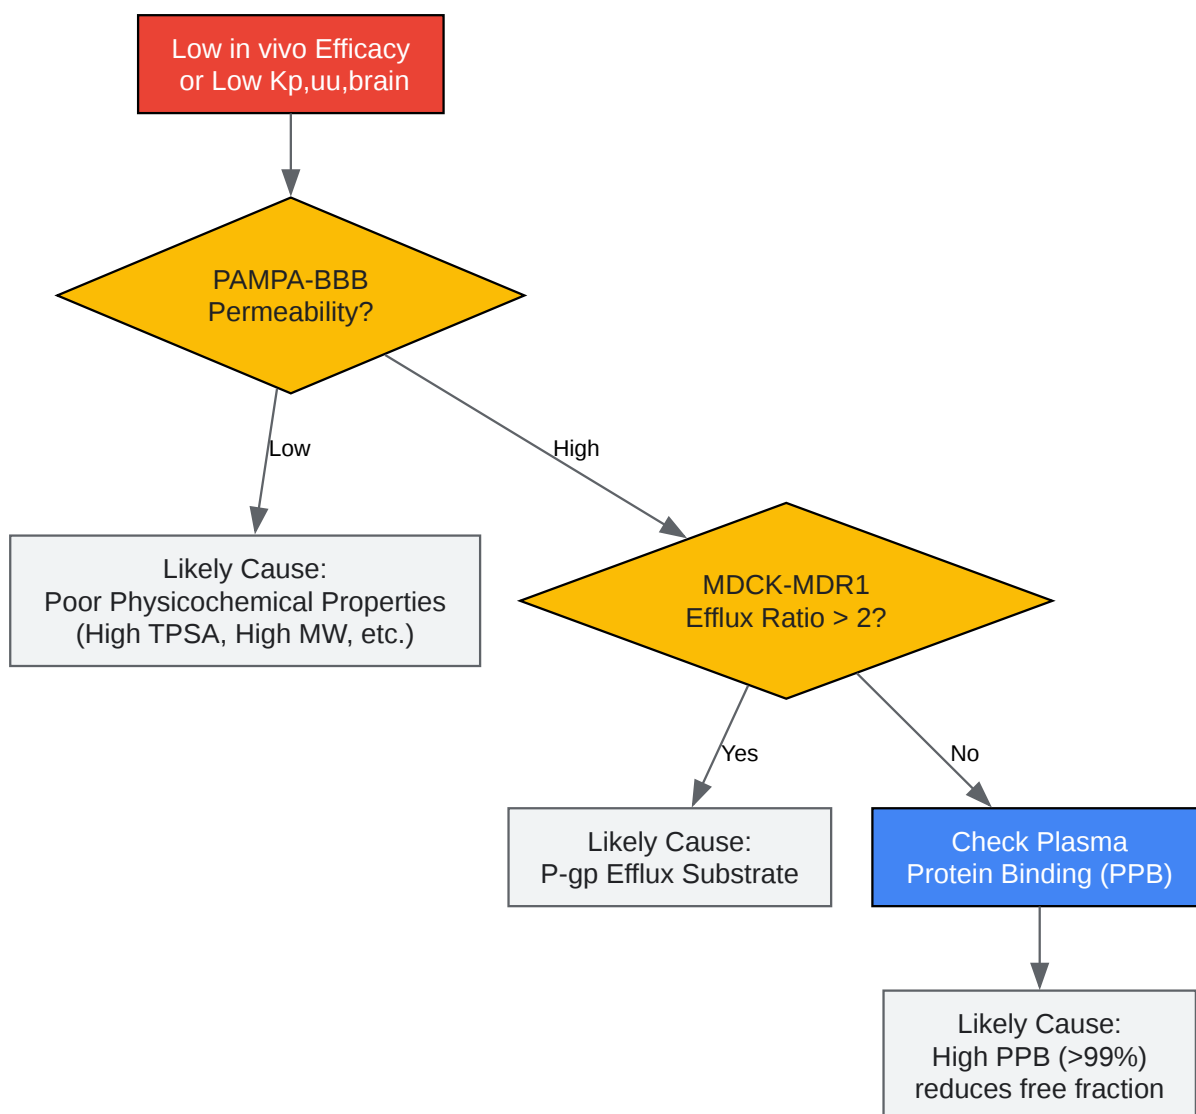 Low in vivo Efficacy
or Low Kp,uu,brain
PAMPA-BBB
Permeability?
Low
High
Likely Cause:
Poor Physicochemical Properties
(High TPSA, High MW, etc.)
MDCK-MDR1
Efflux Ratio > 2?
Yes
No
Likely Cause:
P-gp Efflux Substrate
Check Plasma
Protein Binding (PPB)
Likely Cause:
High PPB (>99%)
reduces free fraction